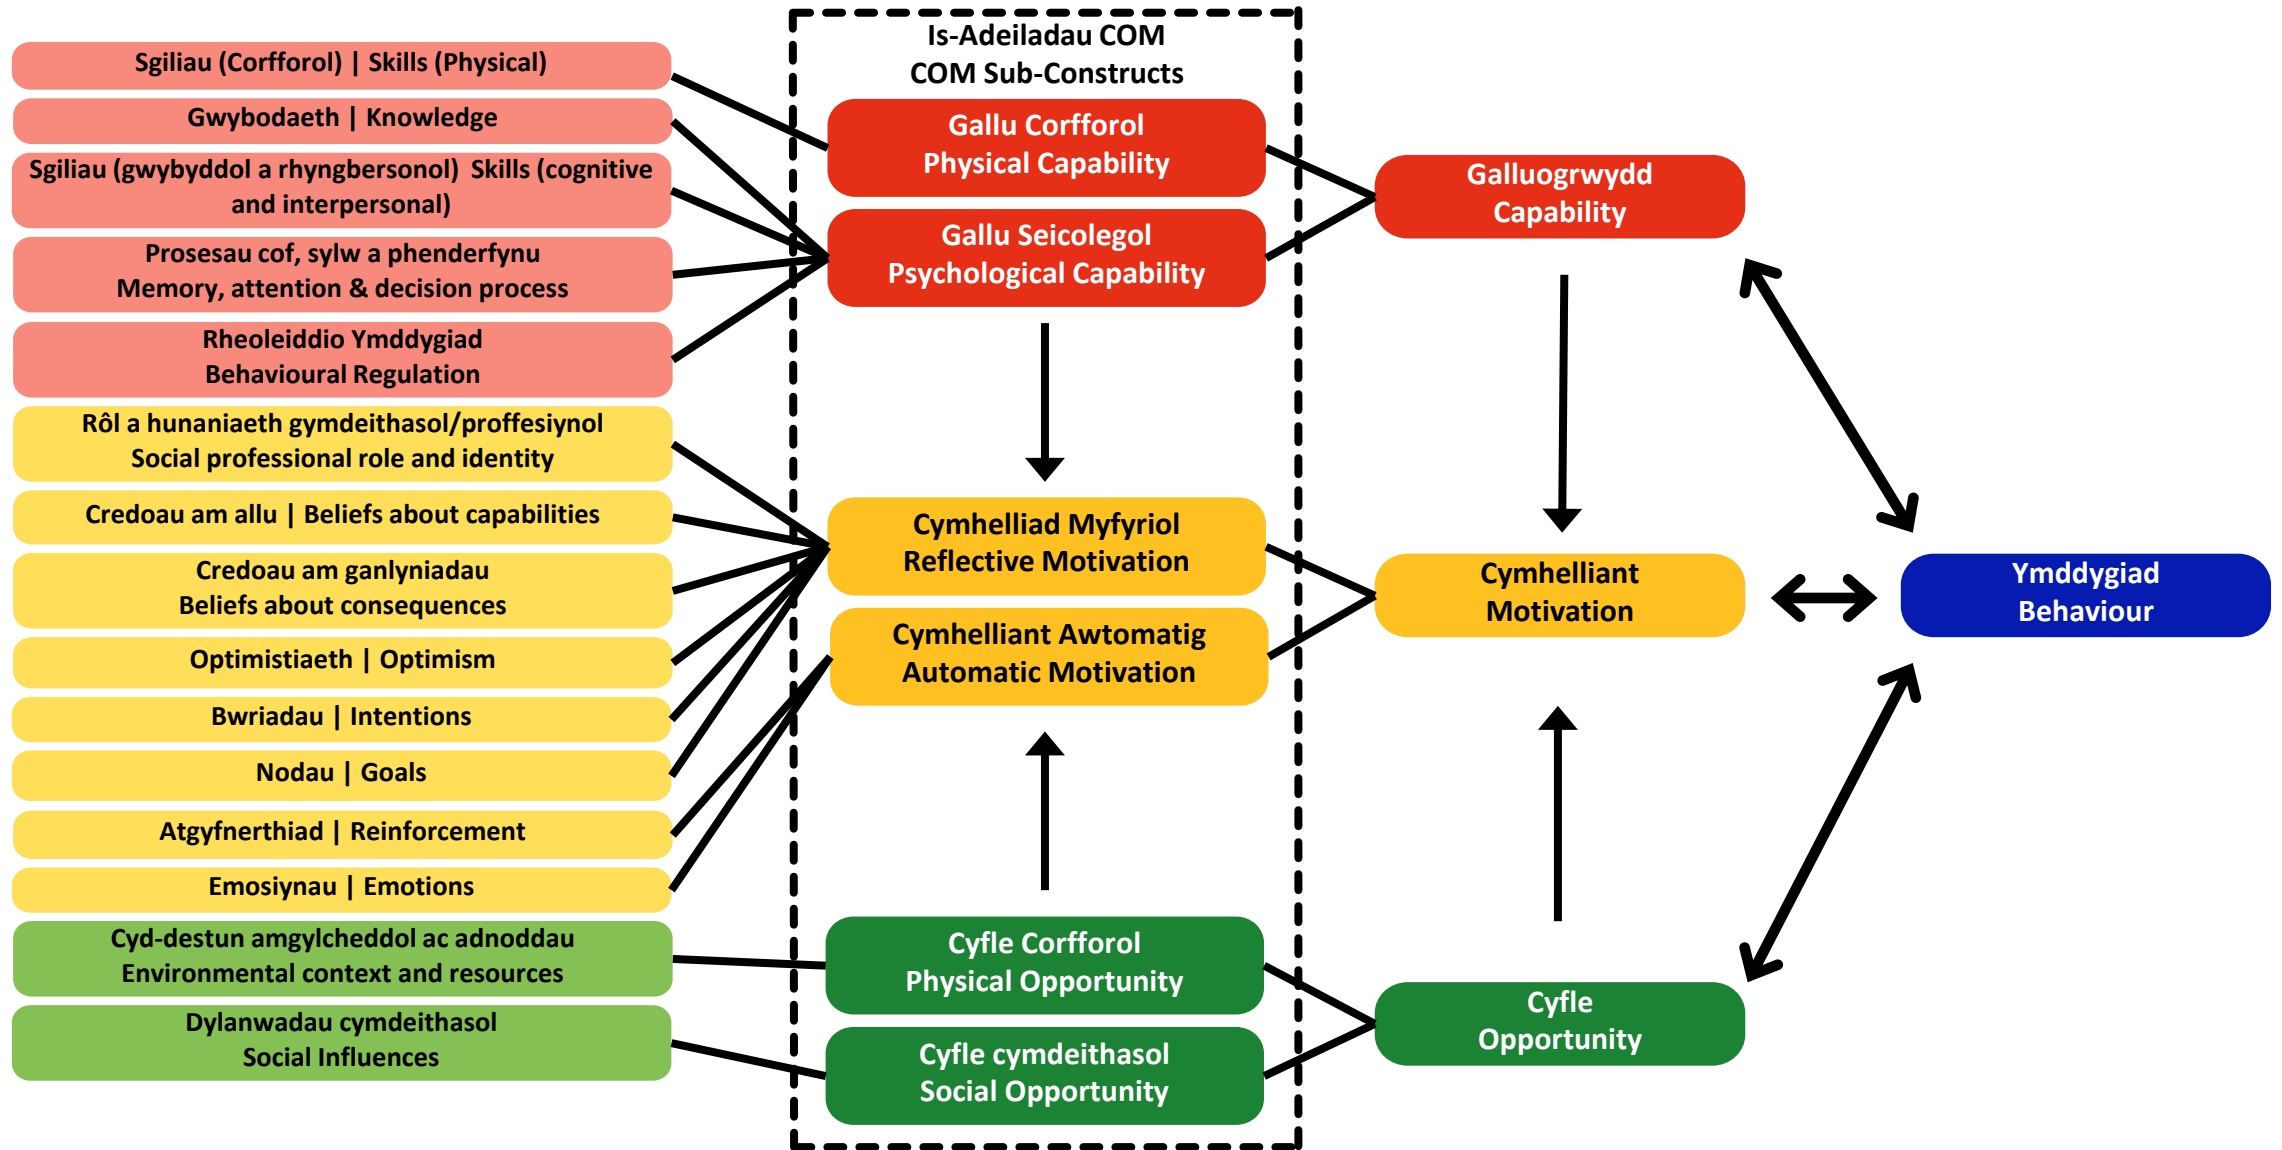 Sgiliau (Corfforol) | Skills (Physical)
Gwybodaeth | Knowledge
Sgiliau (gwybyddol a rhyngbersonol)  Skills (cognitive
and interpersonal)
Prosesau cof, sylw a phenderfynu
Memory, attention & decision process
Rheoleiddio Ymddygiad
Behavioural Regulation
Rôl a hunaniaeth gymdeithasol/proffesiynol
Social professional role and identity
Credoau am allu | Beliefs about capabilities
Credoau am ganlyniadau
Beliefs about consequences
Optimistiaeth | Optimism
Bwriadau | Intentions
Nodau | Goals
Atgyfnerthiad | Reinforcement
Emosiynau | Emotions
Cyd-destun amgylcheddol ac adnoddau
Environmental context and resources
Dylanwadau cymdeithasol
Social Influences
Is-Adeiladau COM
COM Sub-Constructs
Gallu Corfforol
Physical Capability
Gallu Seicolegol
Psychological Capability
Cymhelliad Myfyriol
Reflective Motivation
Cymhelliant Awtomatig
Automatic Motivation
Cyfle Corfforol
Physical Opportunity
Cyfle cymdeithasol
Social Opportunity
Galluogrwydd
Capability
Cymhelliant
Motivation
Cyfle
Opportunity
Ymddygiad
Behaviour